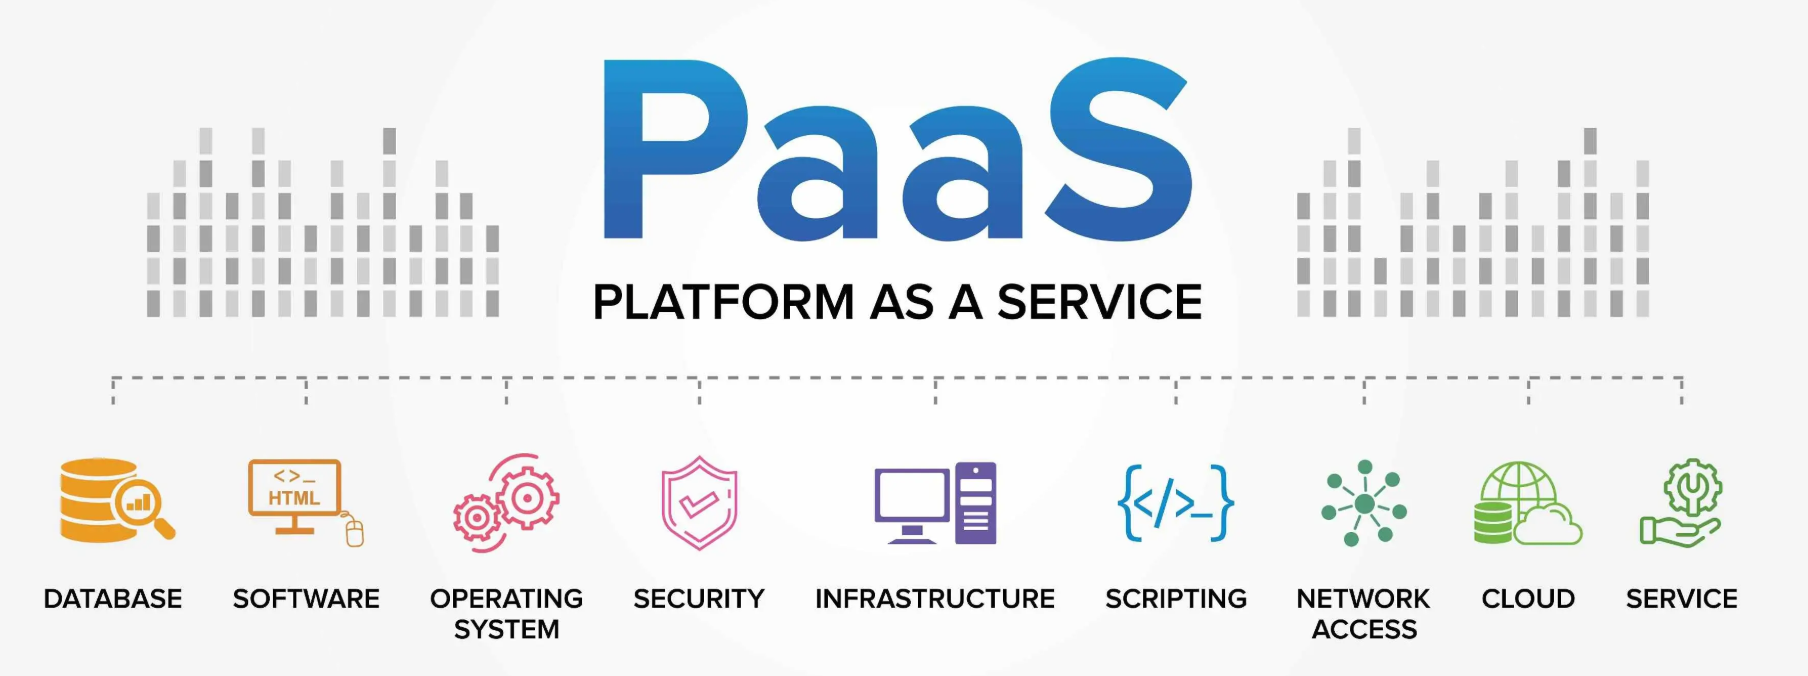 PaaS
PLATFORM AS A SERVICE
<>_
HTML
{</>_}
DATABASE
SOFTWARE
OPERATING
SYSTEM
SECURITY
INFRASTRUCTURE
SCRIPTING
NETWORK
ACCESS
CLOUD
SERVICE